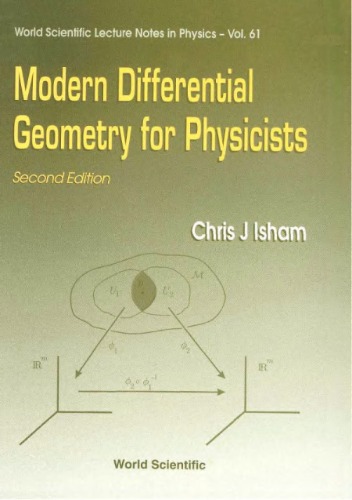 World Scientific Lecture Notes in Physics – Vol. 61
Modern Differential
Geometry for Physicists
Second Edition
Chris J Isham
M
U₁
U₂
ϕ₁
ϕ₂
ℝᵐ
ℝᵐ
ϕ₂ ∘ ϕ₁⁻¹
World Scientific